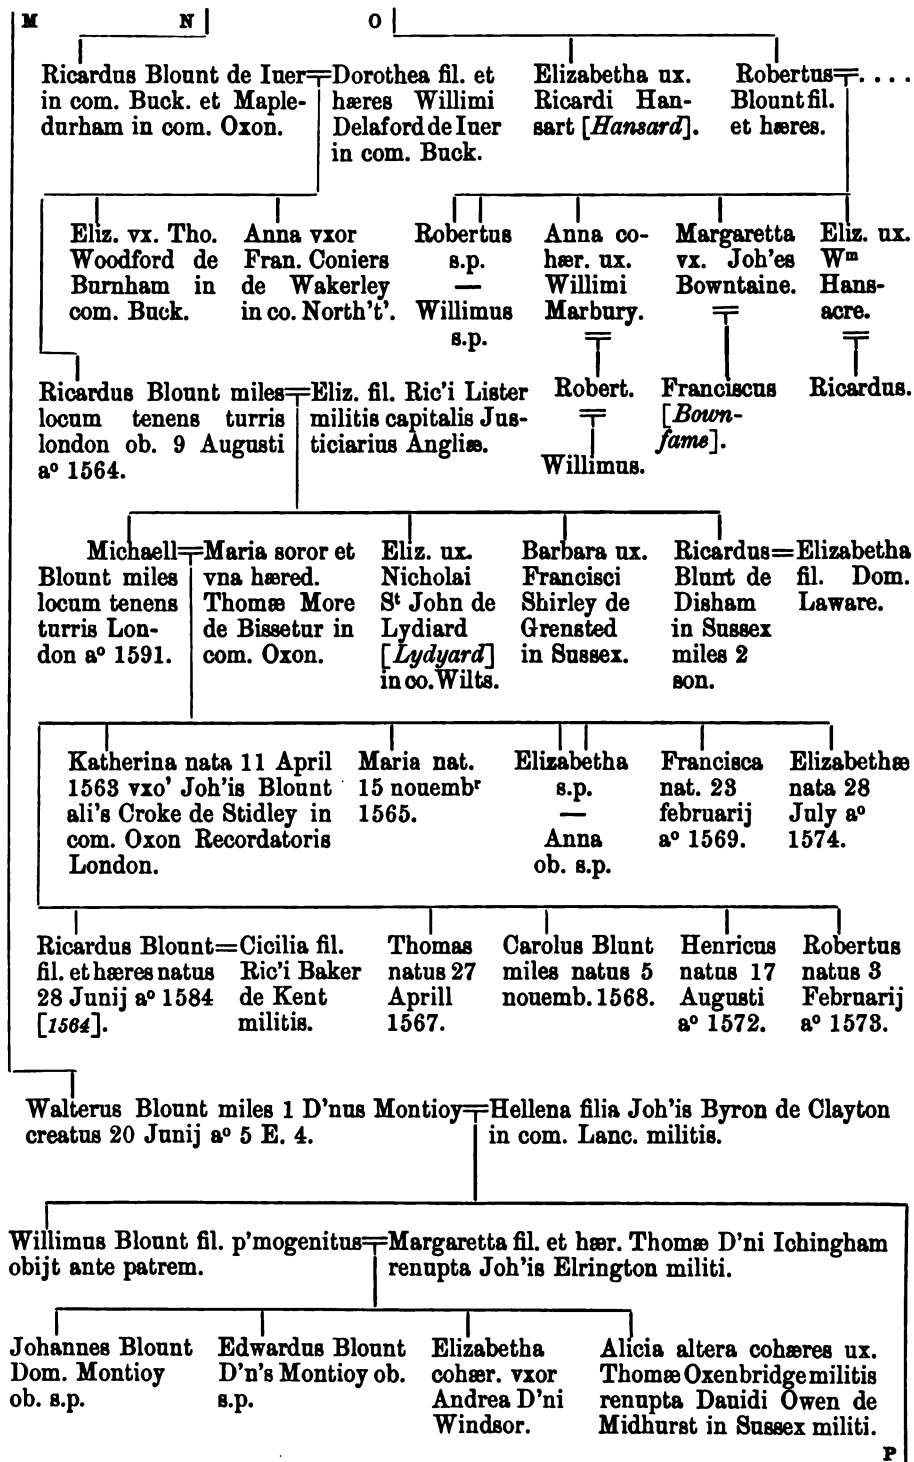 M N O
Ricardus Blount de Iuer
in com. Buck. et Maple-
durham in com. Oxon.
Dorothea fil. et
hæres Willimi
Delaford de Iuer
in com. Buck.
Elizabetha ux.
Ricardi Han-
sart [Hansard].
Robertus
Blount fil.
et hæres.
. . . .
Eliz. vx. Tho.
Woodford de
Burnham in
com. Buck.
Anna vxor
Fran. Coniers
de Wakerley
in co. North't'.
Robertus
s.p.
—
Willimus
s.p.
Anna co-
hær. ux.
Willimi
Marbury.
Margaretta
vx. Joh'es
Bowntaine.
Eliz. ux.
Wᵐ
Hans-
acre.
Ricardus Blount miles
locum tenens turris
london ob. 9 Augusti
aº 1564.
Eliz. fil. Ric'i Lister
militis capitalis Jus-
ticiarius Angliæ.
Robert.
Willimus.
Franciscus
[Bown-
fame].
Ricardus.
Michaell
Blount miles
locum tenens
turris Lon-
don aº 1591.
Maria soror et
vna hæred.
Thomæ More
de Bissetur in
com. Oxon.
Eliz. ux.
Nicholai
Sᵗ John de
Lydiard
[Lydyard]
in co. Wilts.
Barbara ux.
Francisci
Shirley de
Grensted
in Sussex.
Ricardus
Blunt de
Disham
in Sussex
miles 2
son.
Elizabetha
fil. Dom.
Laware.
Katherina nata 11 April
1563 vxo' Joh'is Blount
ali's Croke de Stidley in
com. Oxon Recordatoris
London.
Maria nat.
15 nouembʳ
1565.
Elizabetha
s.p.
—
Anna
ob. s.p.
Francisca
nat. 23
februarij
aº 1569.
Elizabethæ
nata 28
July aº
1574.
Ricardus Blount
fil. et hæres natus
28 Junij aº 1584
[1564].
Cicilia fil.
Ric'i Baker
de Kent
militis.
Thomas
natus 27
Aprill
1567.
Carolus Blunt
miles natus 5
nouemb. 1568.
Henricus
natus 17
Augusti
aº 1572.
Robertus
natus 3
Februarij
aº 1573.
Walterus Blount miles 1 D'nus Montioy
creatus 20 Junij aº 5 E. 4.
Hellena filia Joh'is Byron de Clayton
in com. Lanc. militis.
Willimus Blount fil. p'mogenitus
obijt ante patrem.
Margaretta fil. et hær. Thomæ D'ni Ichingham
renupta Joh'is Elrington militi.
Johannes Blount
Dom. Montioy
ob. s.p.
Edwardus Blount
D'n's Montioy ob.
s.p.
Elizabetha
cohær. vxor
Andrea D'ni
Windsor.
Alicia altera cohæres ux.
Thomæ Oxenbridge militis
renupta Dauidi Owen de
Midhurst in Sussex militi.
P